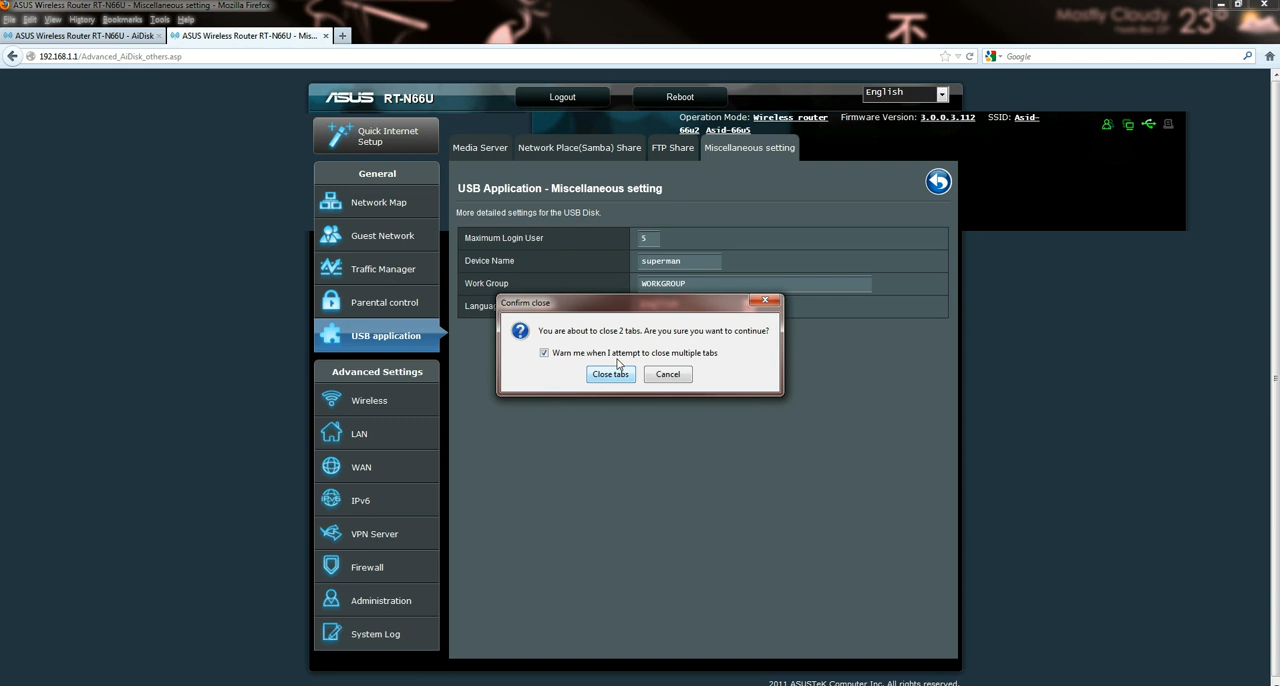 ASUS Wireless Router RT-N66U - Miscellaneous setting - Mozilla Firefox
File Edit View History Bookmarks Tools Help
Mostly Cloudy 23°
ASUS Wireless Router RT-N66U - AiDisk
ASUS Wireless Router RT-N66U - Mis...
192.168.1.1/Advanced_AiDisk_others.asp
Google
ASUS RT-N66U
Logout
Reboot
English
Quick Internet Setup
Operation Mode: Wireless router Firmware Version: 3.0.0.3.112 SSID: Asid-
66u2 Asid-66u5
Media Server
Network Place(Samba) Share
FTP Share
Miscellaneous setting
General
Network Map
Guest Network
Traffic Manager
Parental control
USB application
Advanced Settings
Wireless
LAN
WAN
IPv6
VPN Server
Firewall
Administration
System Log
USB Application - Miscellaneous setting
More detailed settings for the USB Disk.
Maximum Login User 5
Device Name superman
Work Group WORKGROUP
Confirm close
You are about to close 2 tabs. Are you sure you want to continue?
Warn me when I attempt to close multiple tabs
Close tabs
Cancel
2011 ASUSTeK Computer Inc. All rights reserved.